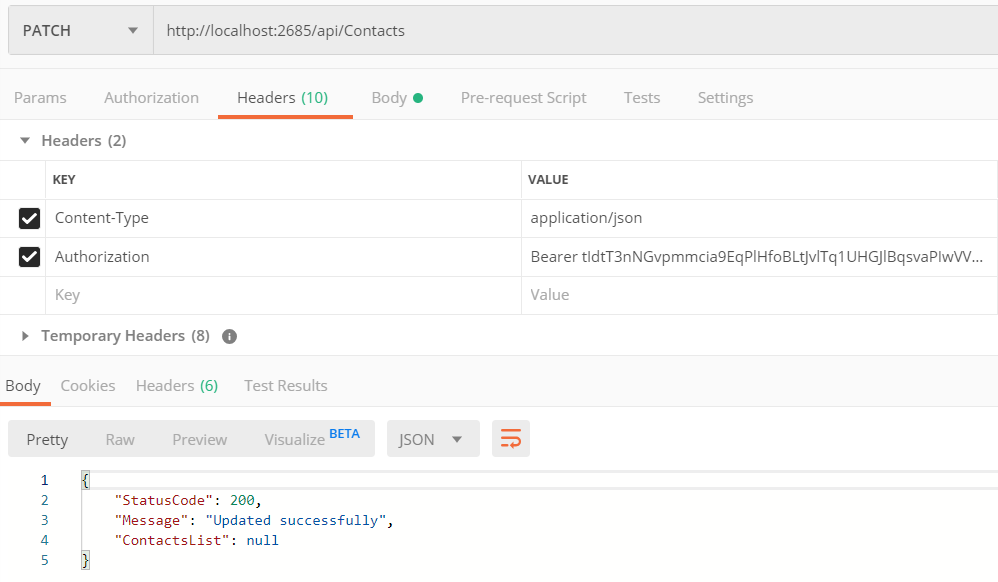 PATCH http://localhost:2685/api/Contacts
Params Authorization Headers (10) Body Pre-request Script Tests Settings
Headers (2)
KEY VALUE
Content-Type application/json
Authorization Bearer tIdtT3nNGvpmmcia9EqPlHfoBLtJvlTq1UHGJlBqsvaPIwVV...
Key Value
Temporary Headers (8) i
Body Cookies Headers (6) Test Results
Pretty Raw Preview Visualize BETA JSON
1 {
2 "StatusCode": 200,
3 "Message": "Updated successfully",
4 "ContactsList": null
5 }